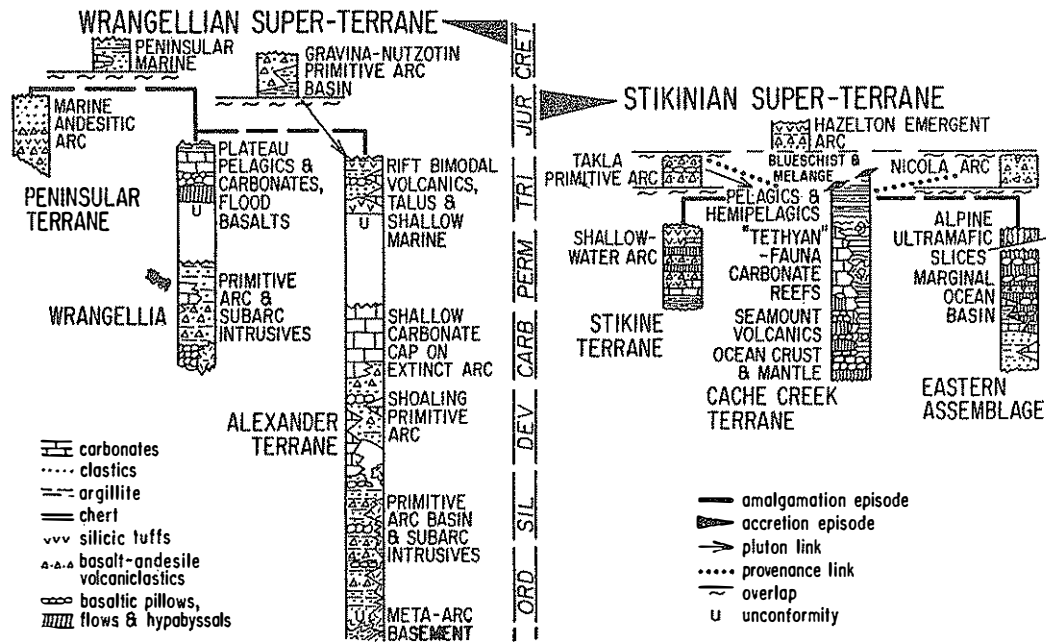 WRANGELLIAN SUPER-TERRANE
PENINSULAR
MARINE
GRAVINA-NUTZOTIN
PRIMITIVE ARC
BASIN
MARINE
ANDESITIC
ARC
PENINSULAR
TERRANE
PLATEAU
PELAGICS &
CARBONATES,
FLOOD
BASALTS
U
RIFT BIMODAL
VOLCANICS,
TALUS &
SHALLOW
MARINE
U
WRANGELLIA
PRIMITIVE
ARC &
SUBARC
INTRUSIVES
SHALLOW
CARBONATE
CAP ON
EXTINCT ARC
ALEXANDER
TERRANE
SHOALING
PRIMITIVE
ARC
PRIMITIVE
ARC BASIN
& SUBARC
INTRUSIVES
U
META-ARC
BASEMENT
carbonates
clastics
argillite
chert
silicic tuffs
basalt-andesile
volcaniclastics
basaltic pillows,
flows & hypabyssals
CRET
JUR
TRI
PERM
CARB
DEV
SIL
ORD
STIKINIAN SUPER-TERRANE
HAZELTON EMERGENT
ARC
TAKLA
PRIMITIVE ARC
BLUESCHIST &
MELANGE
NICOLA ARC
PELAGICS &
HEMIPELAGICS
SHALLOW-
WATER ARC
STIKINE
TERRANE
"TETHYAN"
-FAUNA
CARBONATE
REEFS
SEAMOUNT
VOLCANICS
OCEAN CRUST
& MANTLE
CACHE CREEK
TERRANE
ALPINE
ULTRAMAFIC
SLICES
MARGINAL
OCEAN
BASIN
EASTERN
ASSEMBLAGE
amalgamation episode
accretion episode
pluton link
provenance link
overlap
U unconformity